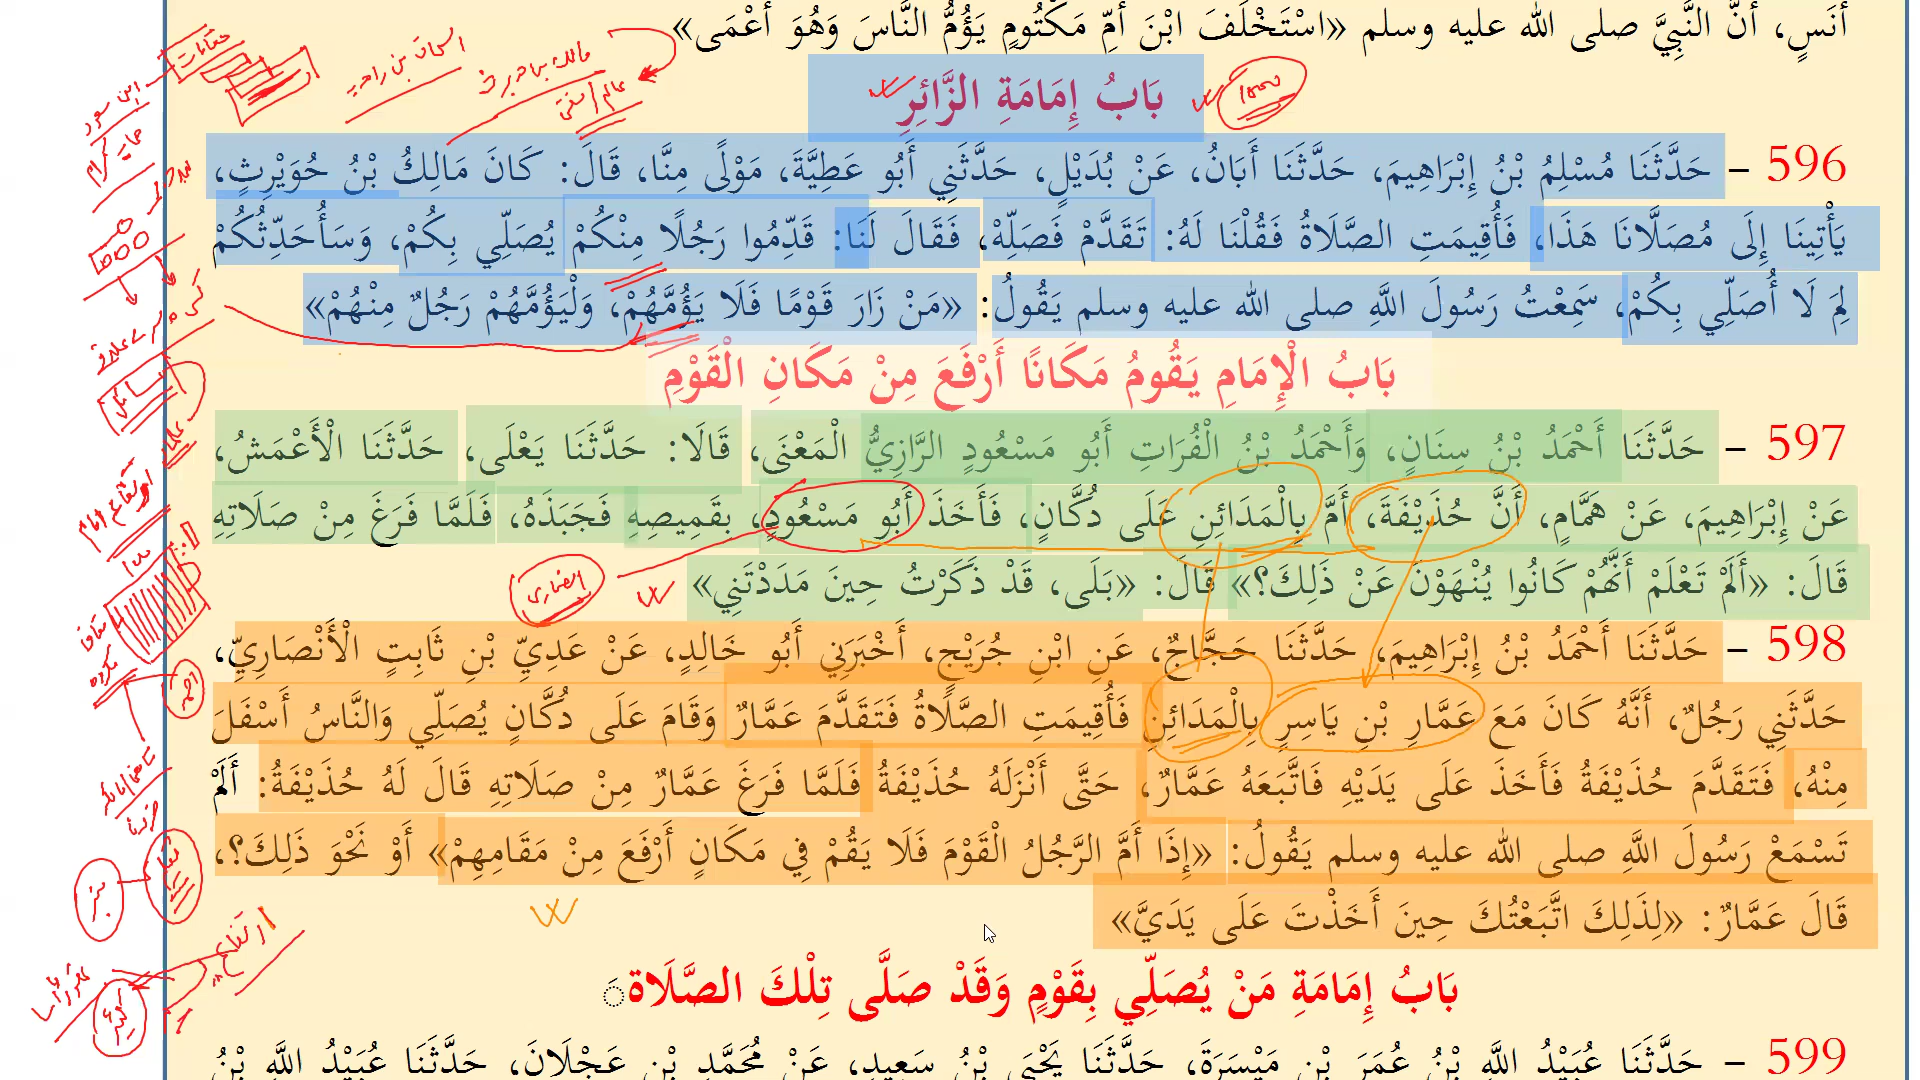 أَنَسٍ، أَنَّ النَّبِيَّ صلى الله عليه وسلم «اسْتَخْلَفَ ابْنَ أُمِّ مَكْتُومٍ يَؤُمُّ النَّاسَ وَهُوَ أَعْمَى»
بَابُ إِمَامَةِ الزَّائِرِ
596 – حَدَّثَنَا مُسْلِمُ بْنُ إِبْرَاهِيمَ، حَدَّثَنَا أَبَانُ، عَنْ بُدَيْلٍ، حَدَّثَنِي أَبُو عَطِيَّةَ، مَوْلًى مِنَّا، قَالَ: كَانَ مَالِكُ بْنُ حُوَيْرِثٍ،
يَأْتِينَا إِلَى مُصَلَّانَا هَذَا، فَأُقِيمَتِ الصَّلَاةُ فَقُلْنَا لَهُ: تَقَدَّمْ فَصَلِّهْ، فَقَالَ لَنَا: قَدِّمُوا رَجُلًا مِنْكُمْ يُصَلِّي بِكُمْ، وَسَأُحَدِّثُكُمْ
لِمَ لَا أُصَلِّي بِكُمْ، سَمِعْتُ رَسُولَ اللَّهِ صلى الله عليه وسلم يَقُولُ: «مَنْ زَارَ قَوْمًا فَلَا يَؤُمَّهُمْ، وَلْيَؤُمَّهُمْ رَجُلٌ مِنْهُمْ»
بَابُ الْإِمَامِ يَقُومُ مَكَانًا أَرْفَعَ مِنْ مَكَانِ الْقَوْمِ
597 – حَدَّثَنَا أَحْمَدُ بْنُ سِنَانٍ، وَأَحْمَدُ بْنُ الْفُرَاتِ أَبُو مَسْعُودٍ الرَّازِيُّ الْمَعْنَى، قَالَا: حَدَّثَنَا يَعْلَى، حَدَّثَنَا الْأَعْمَشُ،
عَنْ إِبْرَاهِيمَ، عَنْ هَمَّامٍ، أَنَّ حُذَيْفَةَ، أَمَّ بِالْمَدَائِنِ عَلَى دُكَّانٍ، فَأَخَذَ أَبُو مَسْعُودٍ، بِقَمِيصِهِ فَجَبَذَهُ، فَلَمَّا فَرَغَ مِنْ صَلَاتِهِ
قَالَ: «أَلَمْ تَعْلَمْ أَنَّهُمْ كَانُوا يُنْهَوْنَ عَنْ ذَلِكَ؟» قَالَ: «بَلَى، قَدْ ذَكَرْتُ حِينَ مَدَدْتَنِي»
598 – حَدَّثَنَا أَحْمَدُ بْنُ إِبْرَاهِيمَ، حَدَّثَنَا حَجَّاجٌ، عَنِ ابْنِ جُرَيْجٍ، أَخْبَرَنِي أَبُو خَالِدٍ، عَنْ عَدِيِّ بْنِ ثَابِتٍ الْأَنْصَارِيِّ،
حَدَّثَنِي رَجُلٌ، أَنَّهُ كَانَ مَعَ عَمَّارِ بْنِ يَاسِرٍ بِالْمَدَائِنِ فَأُقِيمَتِ الصَّلَاةُ فَتَقَدَّمَ عَمَّارٌ وَقَامَ عَلَى دُكَّانٍ يُصَلِّي وَالنَّاسُ أَسْفَلَ
مِنْهُ، فَتَقَدَّمَ حُذَيْفَةُ فَأَخَذَ عَلَى يَدَيْهِ فَاتَّبَعَهُ عَمَّارٌ، حَتَّى أَنْزَلَهُ حُذَيْفَةُ فَلَمَّا فَرَغَ عَمَّارٌ مِنْ صَلَاتِهِ قَالَ لَهُ حُذَيْفَةُ: أَلَمْ
تَسْمَعْ رَسُولَ اللَّهِ صلى الله عليه وسلم يَقُولُ: «إِذَا أَمَّ الرَّجُلُ الْقَوْمَ فَلَا يَقُمْ فِي مَكَانٍ أَرْفَعَ مِنْ مَقَامِهِمْ» أَوْ نَحْوَ ذَلِكَ؟،
قَالَ عَمَّارٌ: «لِذَلِكَ اتَّبَعْتُكَ حِينَ أَخَذْتَ عَلَى يَدَيَّ»
بَابُ إِمَامَةِ مَنْ يُصَلِّي بِقَوْمٍ وَقَدْ صَلَّى تِلْكَ الصَّلَاةَ
599 – حَدَّثَنَا عُبَيْدُ اللَّهِ بْنُ عُمَرَ بْنِ مَيْسَرَةَ، حَدَّثَنَا يَحْيَى بْنُ سَعِيدٍ، عَنْ مُحَمَّدِ بْنِ عَجْلَانَ، حَدَّثَنَا عُبَيْدُ اللَّهِ بْنُ